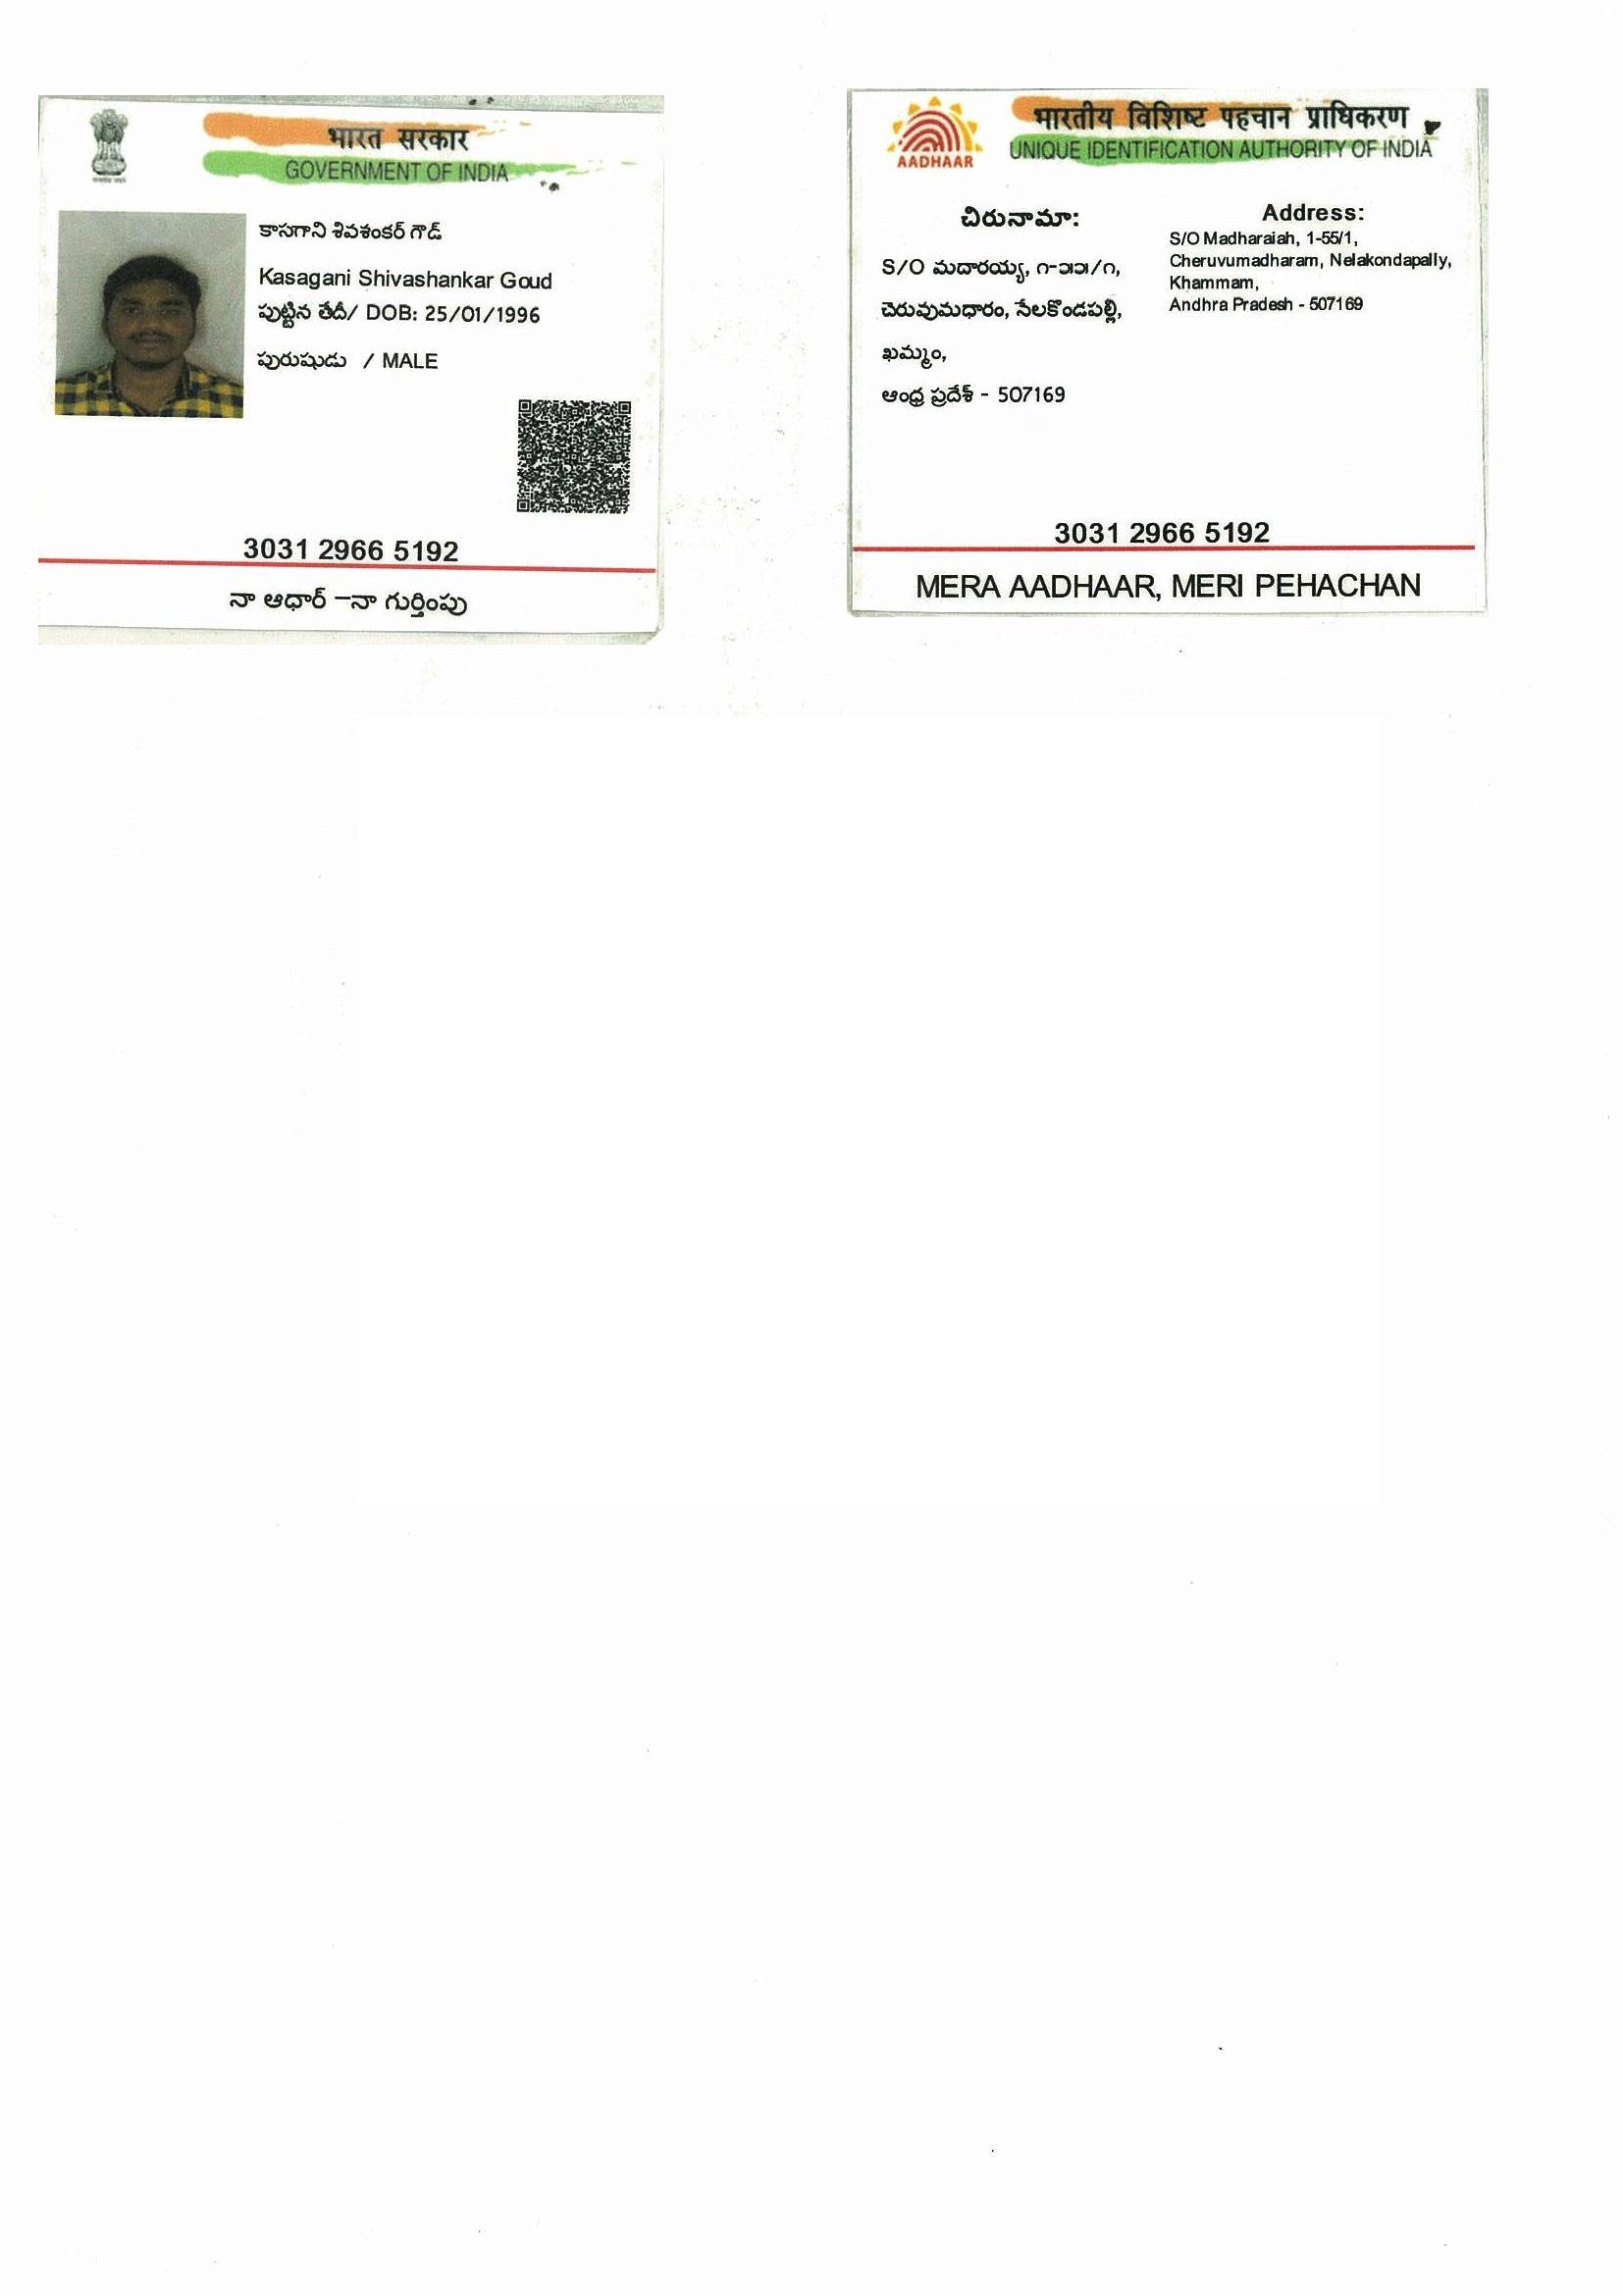 भारत सरकार
GOVERNMENT OF INDIA
కాసగాని శివశంకర్ గౌడ్
Kasagani Shivashankar Goud
పుట్టిన తేదీ/ DOB: 25/01/1996
పురుషుడు / MALE
3031 2966 5192
నా ఆధార్ –నా గుర్తింపు
भारतीय विशिष्ट पहचान प्राधिकरण
UNIQUE IDENTIFICATION AUTHORITY OF INDIA
AADHAAR
చిరునామా:
S/O మదారయ్య, ౧-౫౫/౧,
చెరువుమధారం, నేలకొండపల్లి,
ఖమ్మం,
ఆంధ్ర ప్రదేశ్ - 507169
Address:
S/O Madharaiah, 1-55/1,
Cheruvumadharam, Nelakondapally,
Khammam,
Andhra Pradesh - 507169
3031 2966 5192
MERA AADHAAR, MERI PEHACHAN